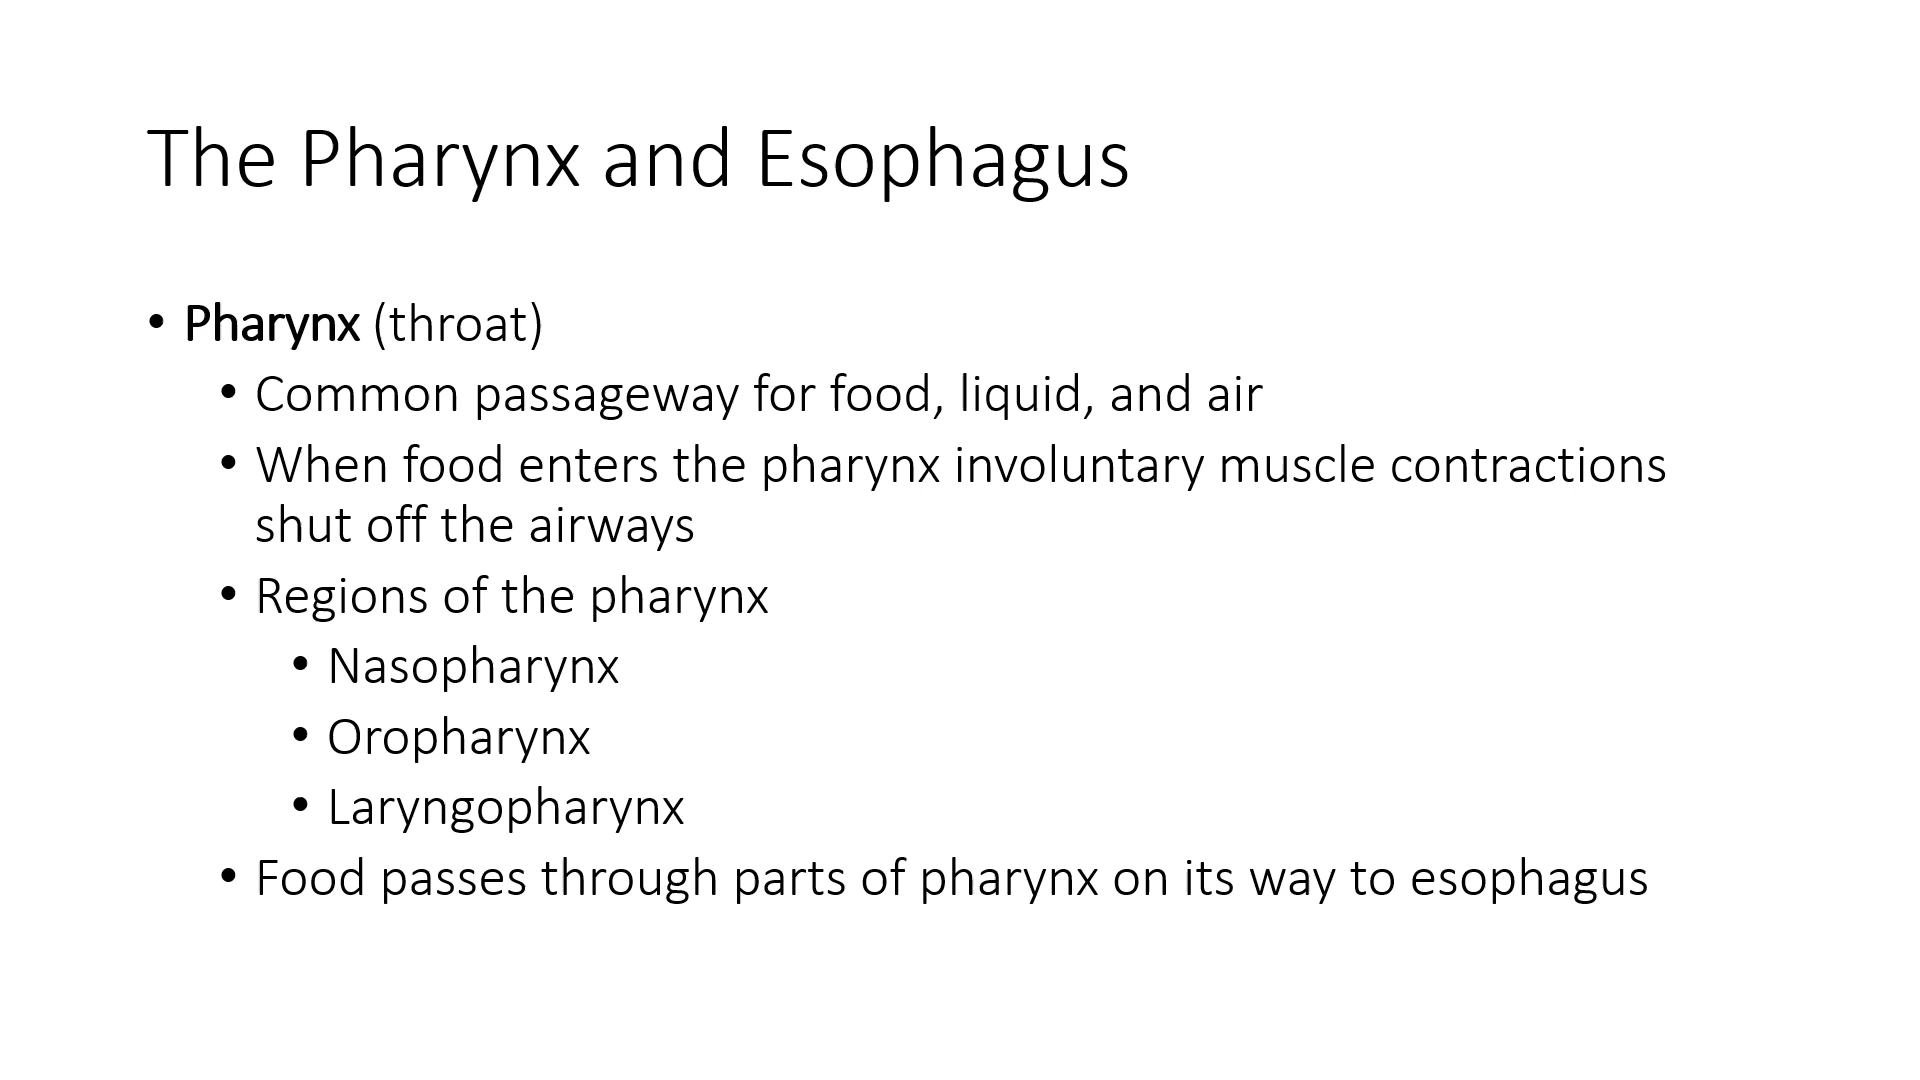 The Pharynx and Esophagus
• Pharynx (throat)
• Common passageway for food, liquid, and air
• When food enters the pharynx involuntary muscle contractions
shut off the airways
• Regions of the pharynx
• Nasopharynx
• Oropharynx
• Laryngopharynx
• Food passes through parts of pharynx on its way to esophagus